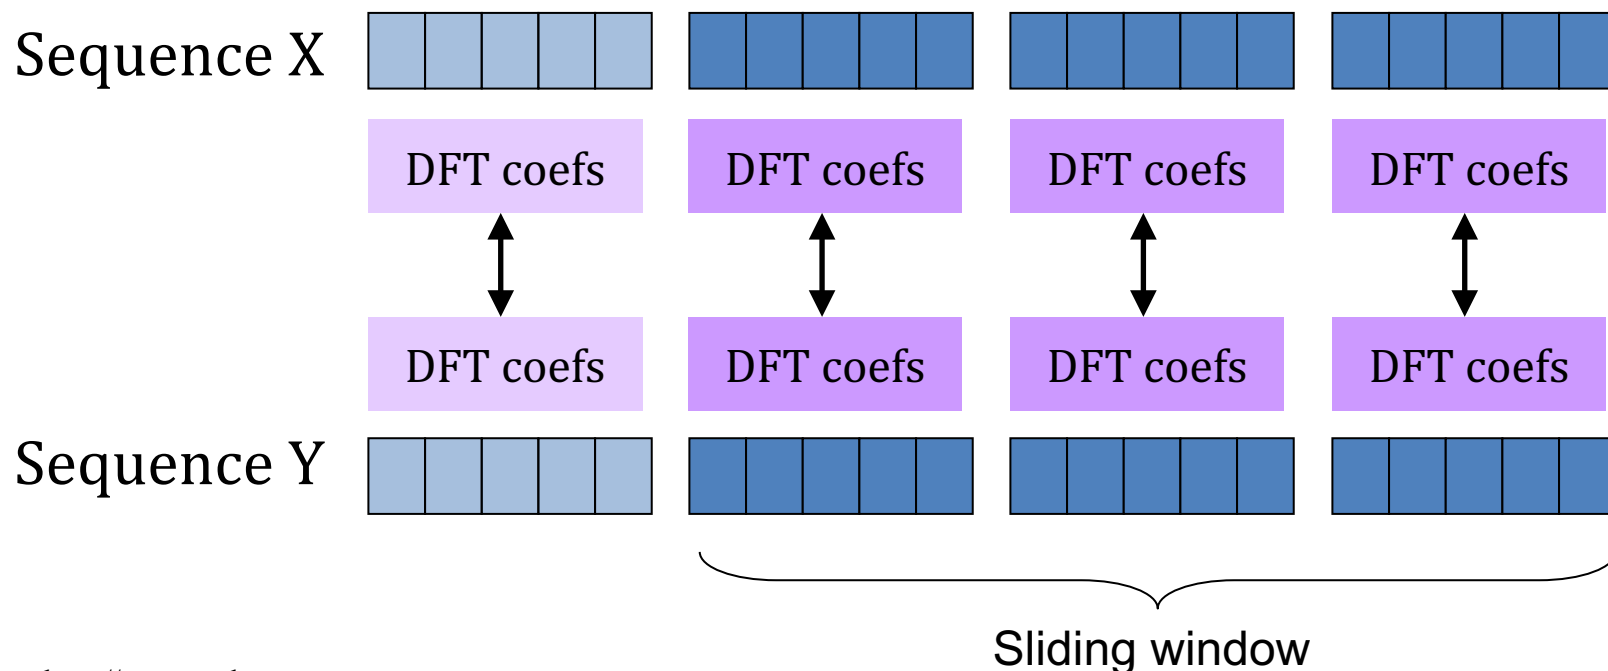 Sequence X
DFT coefs DFT coefs DFT coefs DFT coefs
DFT coefs DFT coefs DFT coefs DFT coefs
Sequence Y
Sliding window